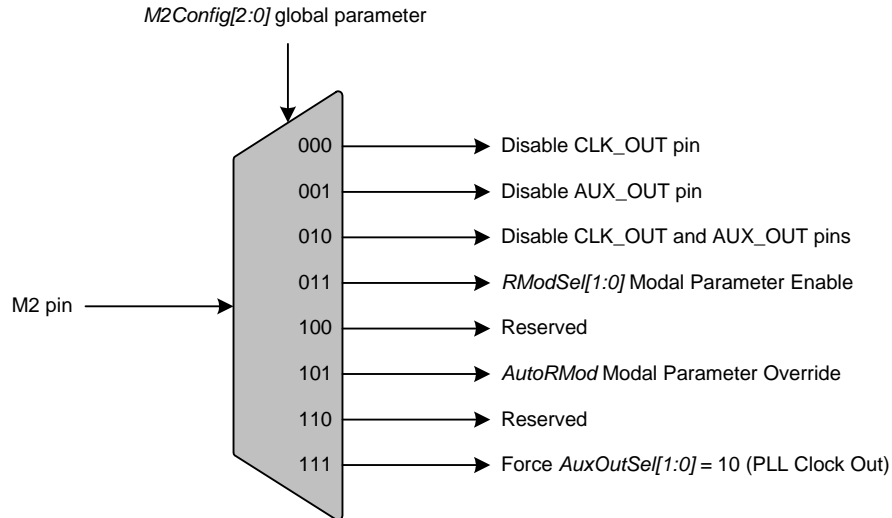 M2Config[2:0] global parameter
000 Disable CLK_OUT pin
001 Disable AUX_OUT pin
010 Disable CLK_OUT and AUX_OUT pins
011 RModSel[1:0] Modal Parameter Enable
M2 pin
100 Reserved
101 AutoRMod Modal Parameter Override
110 Reserved
111 Force AuxOutSel[1:0] = 10 (PLL Clock Out)